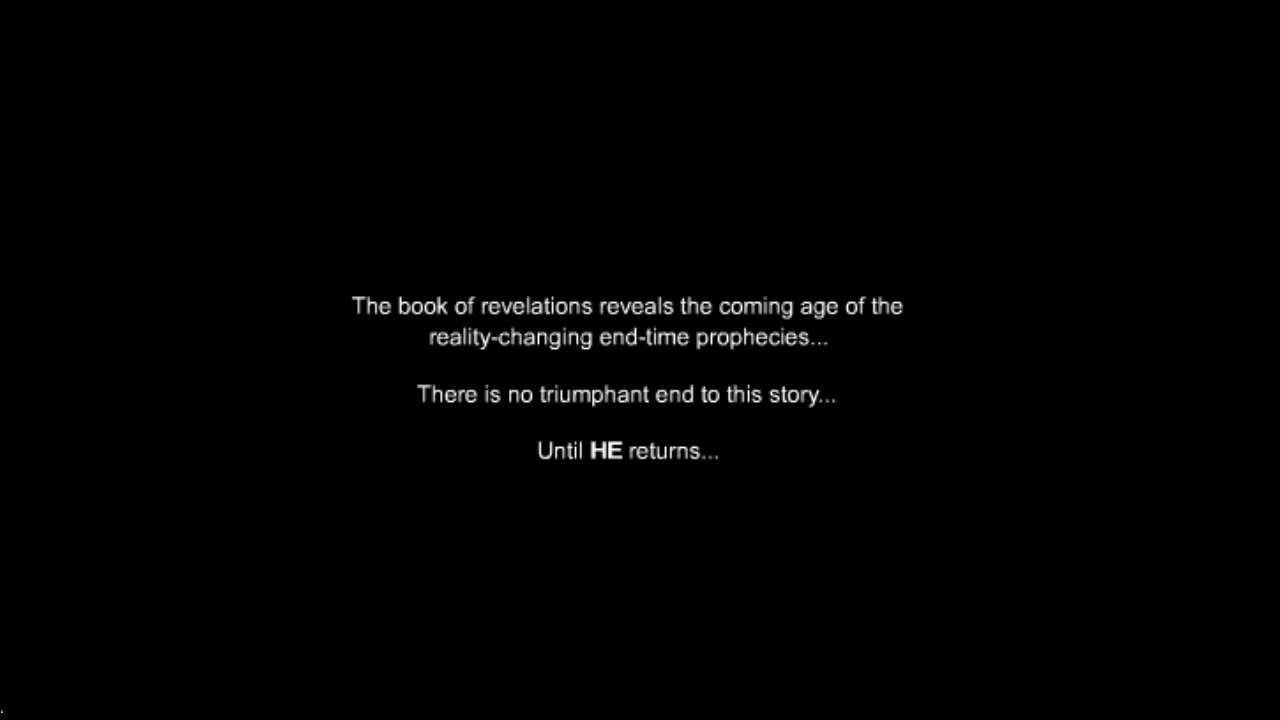 The book of revelations reveals the coming age of the
reality-changing end-time prophecies...
There is no triumphant end to this story...
Until HE returns...